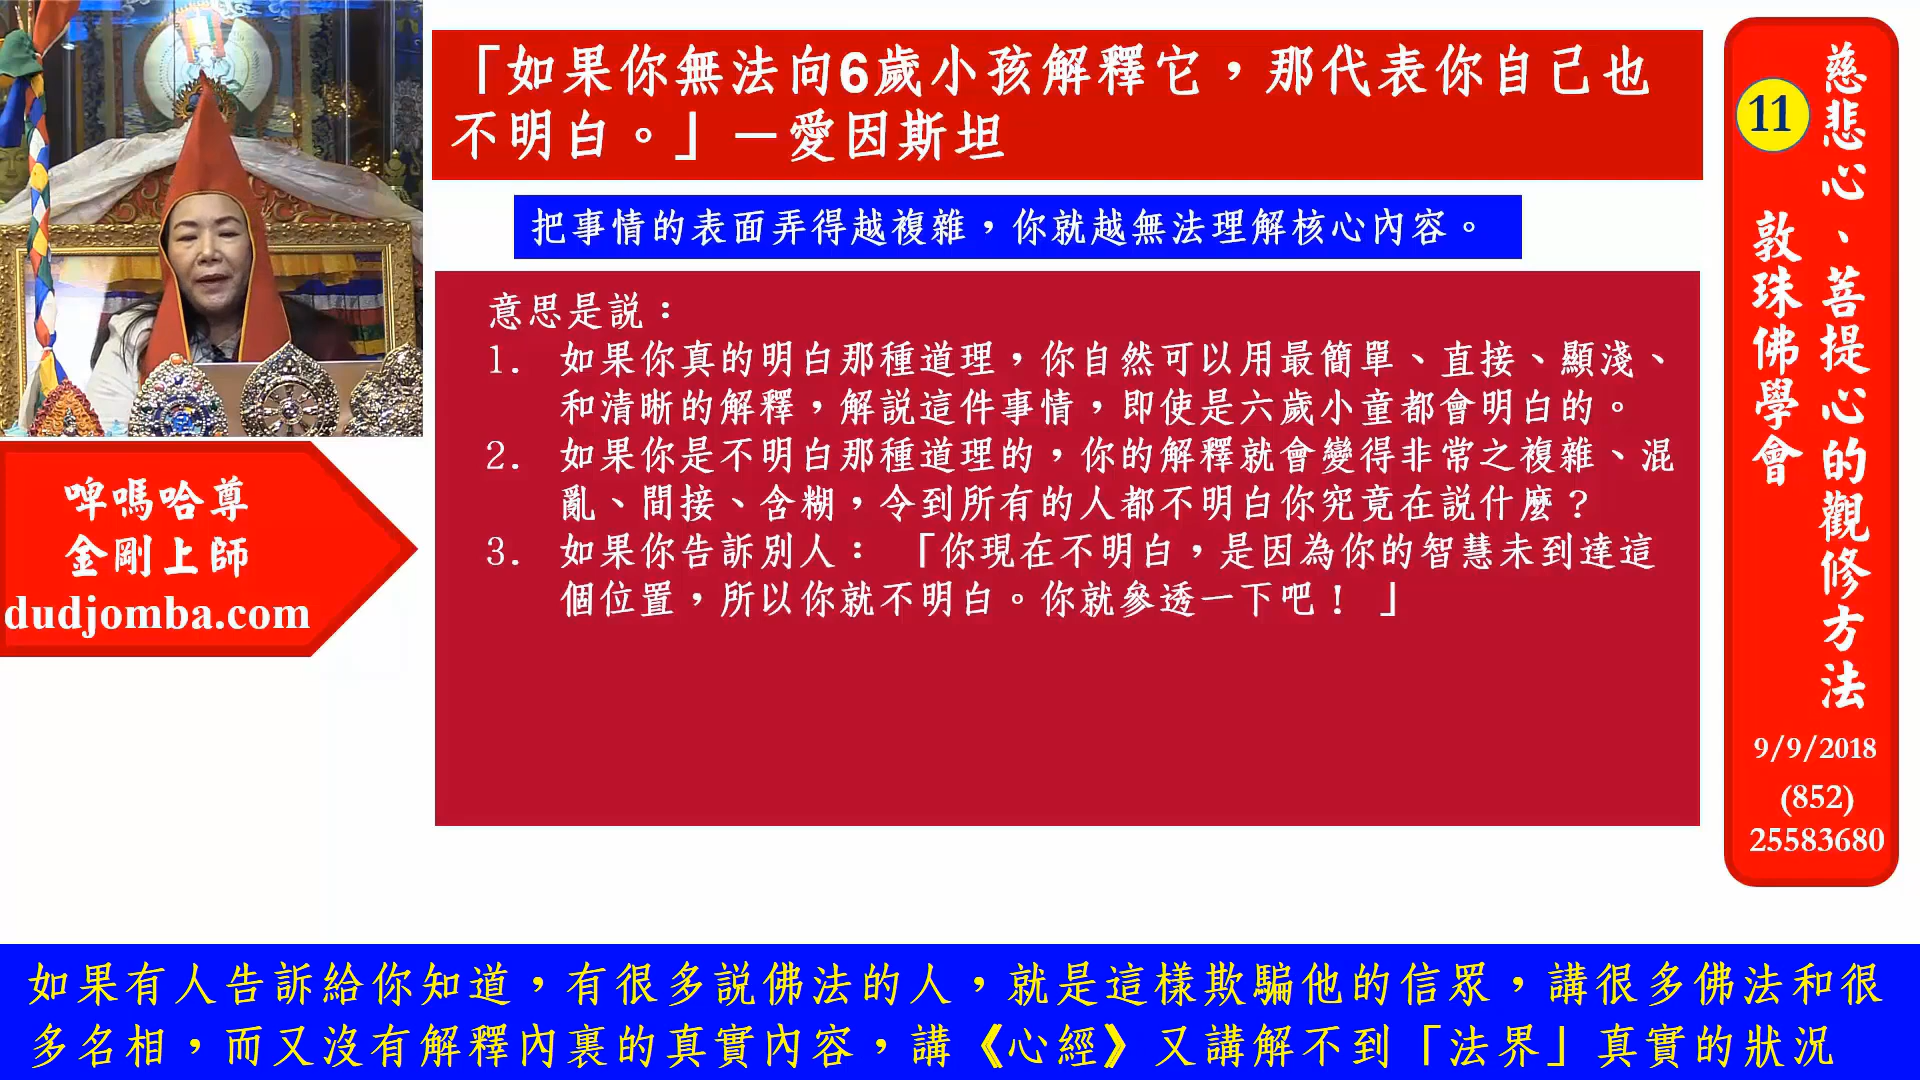 「如果你無法向6歲小孩解釋它，那代表你自己也
不明白。」－愛因斯坦
把事情的表面弄得越複雜，你就越無法理解核心內容。
意思是説：
1. 如果你真的明白那種道理，你自然可以用最簡單、直接、顯淺、
和清晰的解釋，解説這件事情，即使是六歲小童都會明白的。
2. 如果你是不明白那種道理的，你的解釋就會變得非常之複雜、混
亂、間接、含糊，令到所有的人都不明白你究竟在説什麼？
3. 如果你告訴別人： 「你現在不明白，是因為你的智慧未到達這
個位置，所以你就不明白。你就參透一下吧！ 」
啤嗎哈尊
金剛上師
dudjomba.com
慈悲心、菩提心的觀修方法
11
敦珠佛學會
9/9/2018
(852)
25583680
如果有人告訴給你知道，有很多説佛法的人，就是這樣欺騙他的信眾，講很多佛法和很
多名相，而又沒有解釋內裏的真實內容，講《心經》又講解不到「法界」真實的狀況